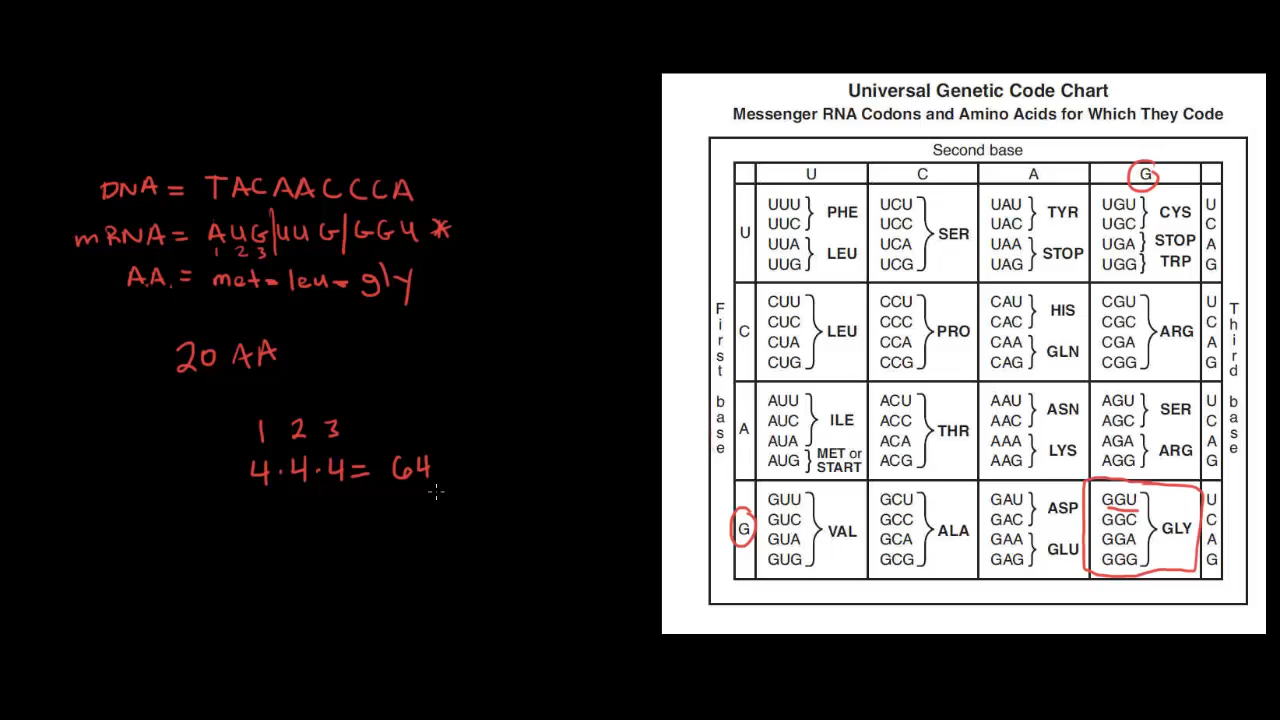 DNA = TACAACCCA
mRNA = AUG|UUG|GGU *
1 2 3
A.A. = met - leu - gly
20 AA
1 2 3
4 · 4 · 4 = 64
Universal Genetic Code Chart
Messenger RNA Codons and Amino Acids for Which They Code
Second base
U C A G
First base
Third base
U
UUU UUC PHE
UUA UUG LEU
UCU UCC UCA UCG SER
UAU UAC TYR
UAA UAG STOP
UGU UGC CYS
UGA STOP
UGG TRP
U C A G
C
CUU CUC CUA CUG LEU
CCU CCC CCA CCG PRO
CAU CAC HIS
CAA CAG GLN
CGU CGC CGA CGG ARG
U C A G
A
AUU AUC AUA ILE
AUG MET or START
ACU ACC ACA ACG THR
AAU AAC ASN
AAA AAG LYS
AGU AGC SER
AGA AGG ARG
U C A G
G
GUU GUC GUA GUG VAL
GCU GCC GCA GCG ALA
GAU GAC ASP
GAA GAG GLU
GGU GGC GGA GGG GLY
U C A G